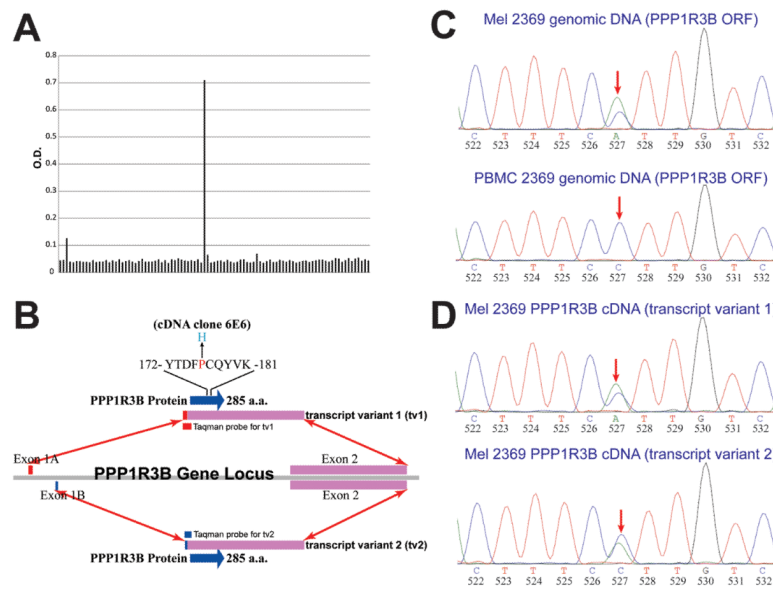 A
0.8
0.7
0.6
0.5
0.4
0.3
0.2
0.1
0
O.D.
B
(cDNA clone 6E6)
H
172- YTDFPCQYVK -181
PPP1R3B Protein 285 a.a.
transcript variant 1 (tv1)
Taqman probe for tv1
Exon 1A
PPP1R3B Gene Locus
Exon 2
Exon 1B
Exon 2
Taqman probe for tv2
transcript variant 2 (tv2)
PPP1R3B Protein 285 a.a.
C
Mel 2369 genomic DNA (PPP1R3B ORF)
C T T T C A T T G T C
522 523 524 525 526 527 528 529 530 531 532
PBMC 2369 genomic DNA (PPP1R3B ORF)
C T T T C C T T G T C
522 523 524 525 526 527 528 529 530 531 532
D
Mel 2369 PPP1R3B cDNA (transcript variant 1
C T T T C A T T G T C
522 523 524 525 526 527 528 529 530 531 532
Mel 2369 PPP1R3B cDNA (transcript variant 2
C T T T C C T T G T C
522 523 524 525 526 527 528 529 530 531 532